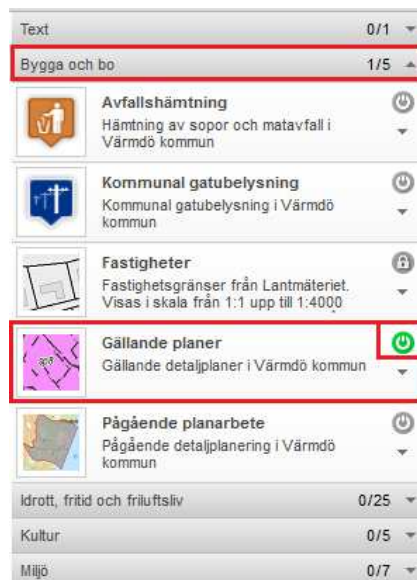 Text 0/1
Bygga och bo 1/5
Avfallshämtning
Hämtning av sopor och matavfall i
Värmdö kommun
Kommunal gatubelysning
Kommunal gatubelysning i Värmdö
kommun
Fastigheter
Fastighetsgränser från Lantmäteriet.
Visas i skala från 1:1 upp till 1:4000
Gällande planer
Gällande detaljplaner i Värmdö kommun
Pågående planarbete
Pågående detaljplanering i Värmdö
kommun
Idrott, fritid och friluftsliv 0/25
Kultur 0/5
Miljö 0/7